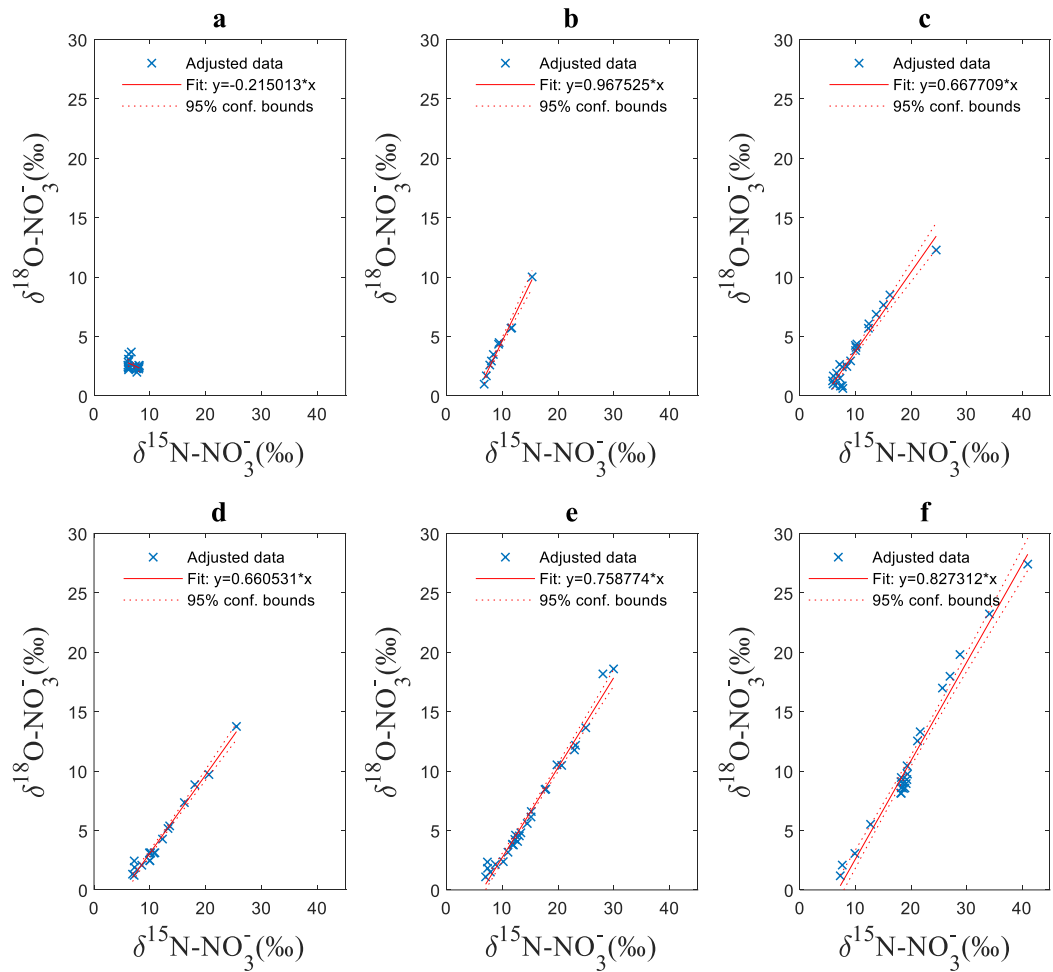 a
30
25
20
15
10
5
0
0 10 20 30 40
δ¹⁸O-NO₃⁻(‰)
δ¹⁵N-NO₃⁻(‰)
Adjusted data
Fit: y=-0.215013*x
95% conf. bounds
b
30
25
20
15
10
5
0
0 10 20 30 40
δ¹⁸O-NO₃⁻(‰)
δ¹⁵N-NO₃⁻(‰)
Adjusted data
Fit: y=0.967525*x
95% conf. bounds
c
30
25
20
15
10
5
0
0 10 20 30 40
δ¹⁸O-NO₃⁻(‰)
δ¹⁵N-NO₃⁻(‰)
Adjusted data
Fit: y=0.667709*x
95% conf. bounds
d
30
25
20
15
10
5
0
0 10 20 30 40
δ¹⁸O-NO₃⁻(‰)
δ¹⁵N-NO₃⁻(‰)
Adjusted data
Fit: y=0.660531*x
95% conf. bounds
e
30
25
20
15
10
5
0
0 10 20 30 40
δ¹⁸O-NO₃⁻(‰)
δ¹⁵N-NO₃⁻(‰)
Adjusted data
Fit: y=0.758774*x
95% conf. bounds
f
30
25
20
15
10
5
0
0 10 20 30 40
δ¹⁸O-NO₃⁻(‰)
δ¹⁵N-NO₃⁻(‰)
Adjusted data
Fit: y=0.827312*x
95% conf. bounds